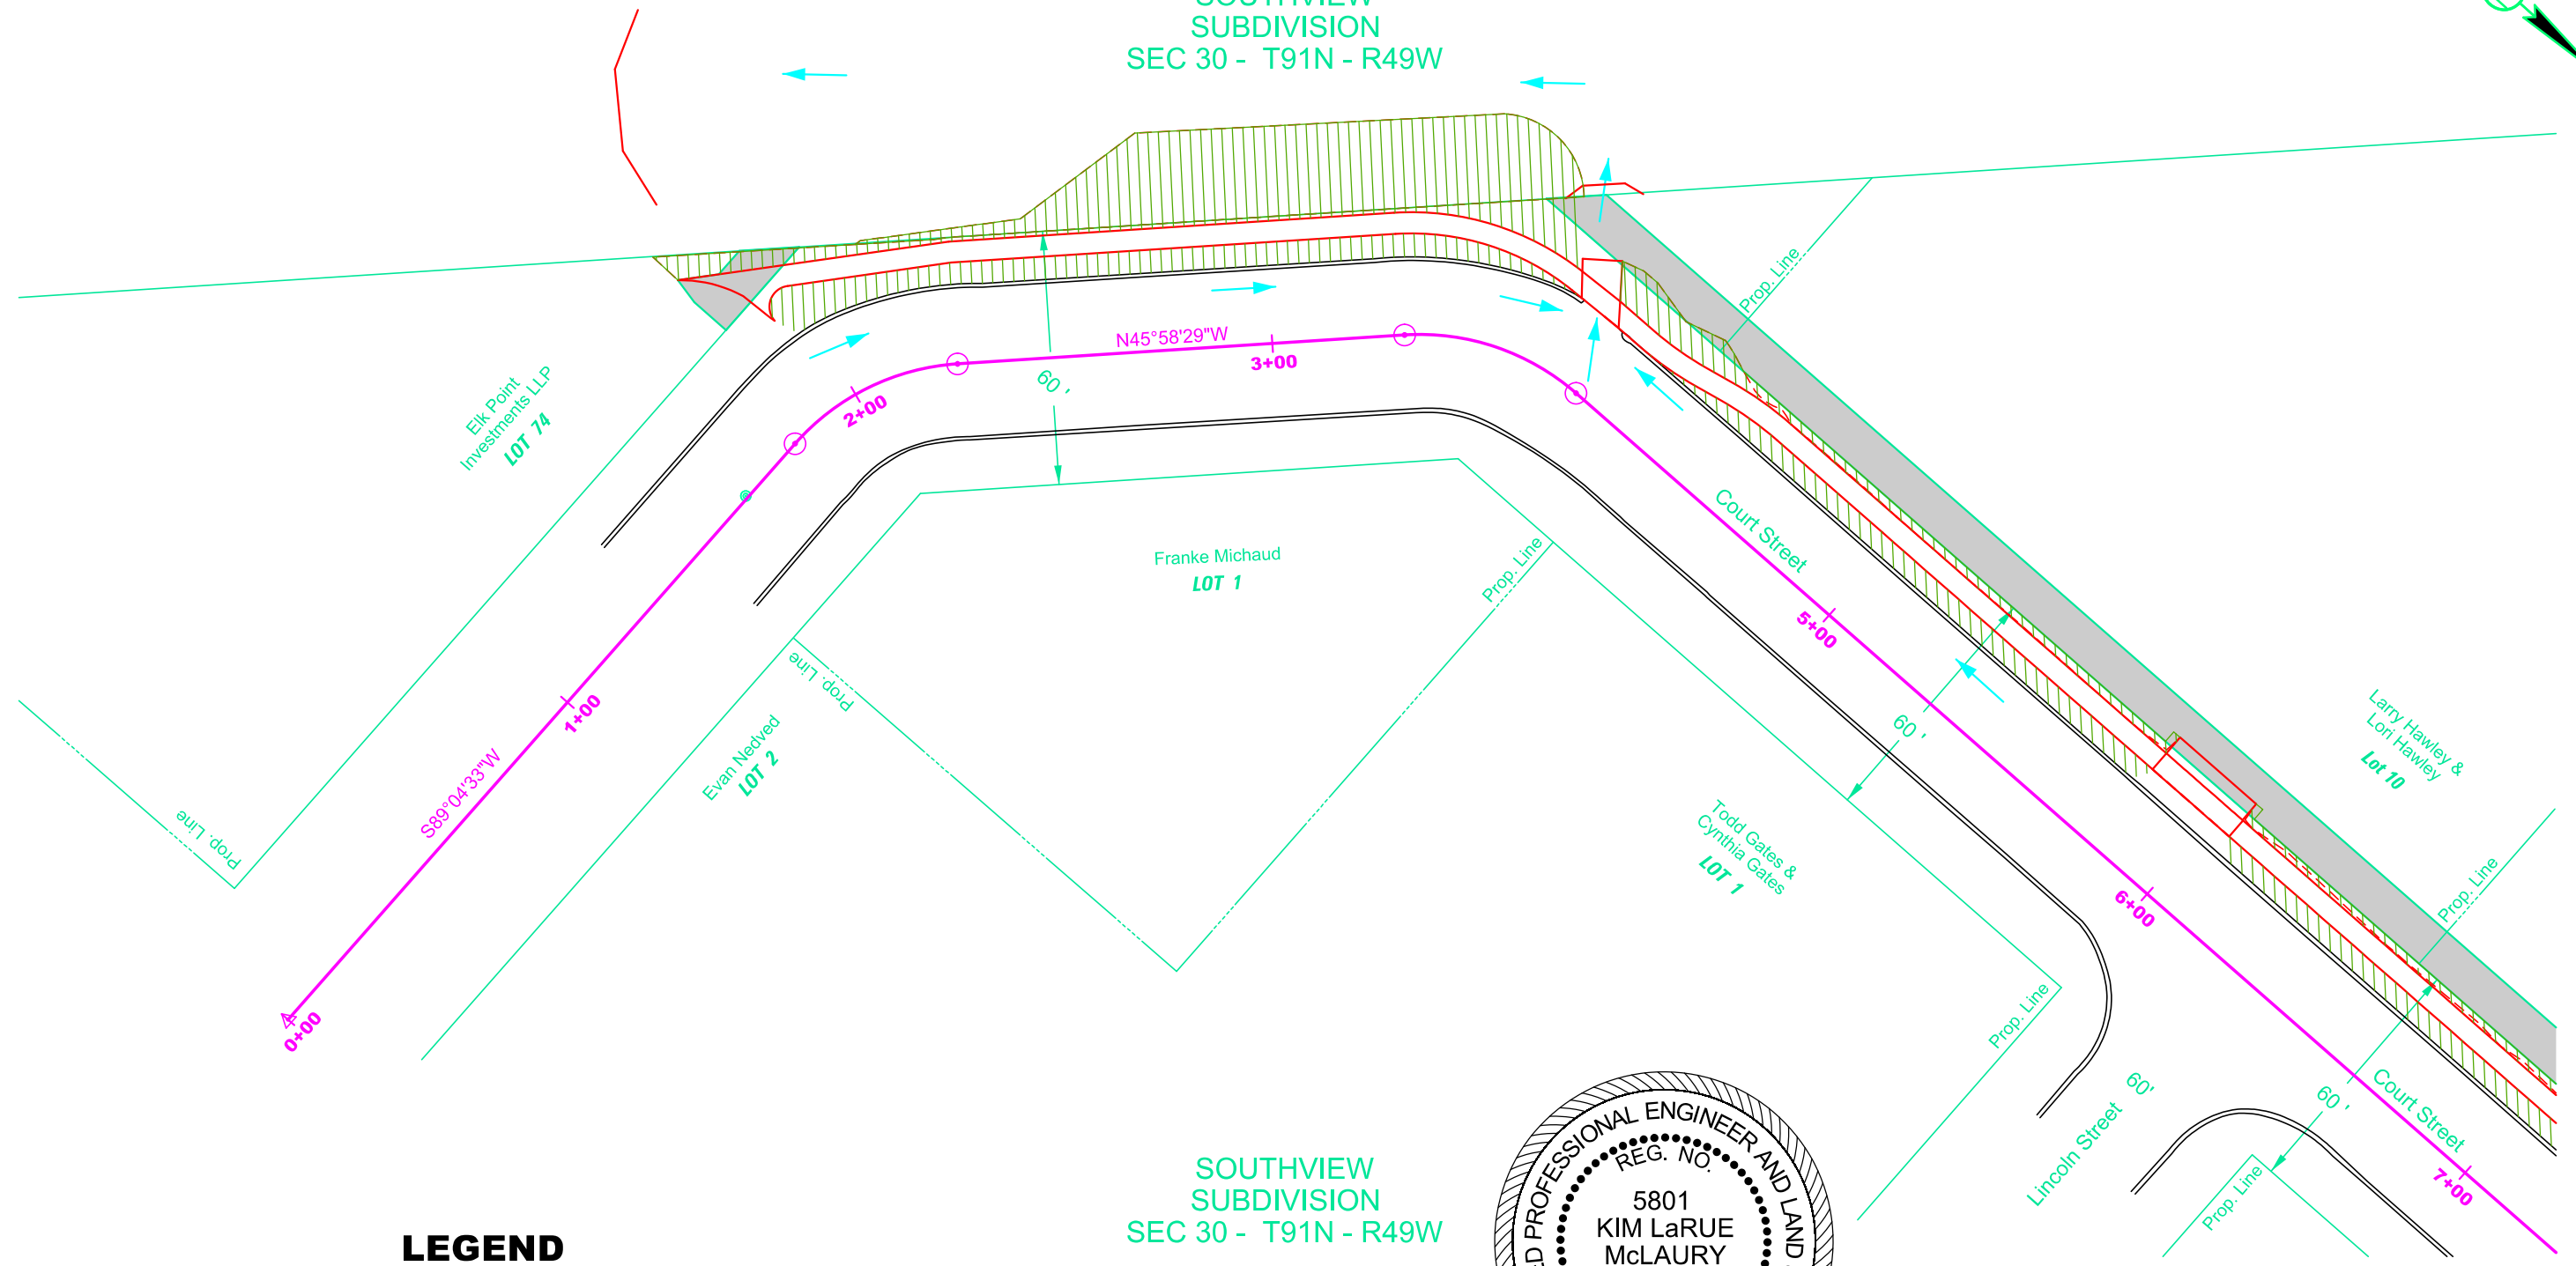 SOUTHVIEW
SUBDIVISION
SEC 30 - T91N - R49W
Prop. Line
N45°58'29"W
3+00
60 '
2+00
Elk Point
Investments LLP
LOT 74
Court Street
Franke Michaud
LOT 1
Prop. Line
5+00
1+00
Prop. Line
Evan Nedved
LOT 2
S89°04'33"W
60 '
Larry Hawley &
Lori Hawley
Lot 10
Prop. Line
Todd Gates &
Cynthia Gates
LOT 1
6+00
Prop. Line
0+00
Prop. Line
60'
Lincoln Street
60 '
Court Street
7+00
Prop. Line
SOUTHVIEW
SUBDIVISION
SEC 30 - T91N - R49W
PROFESSIONAL ENGINEER AND LAND
REG. NO.
5801
KIM LaRUE
McLAURY
LEGEND